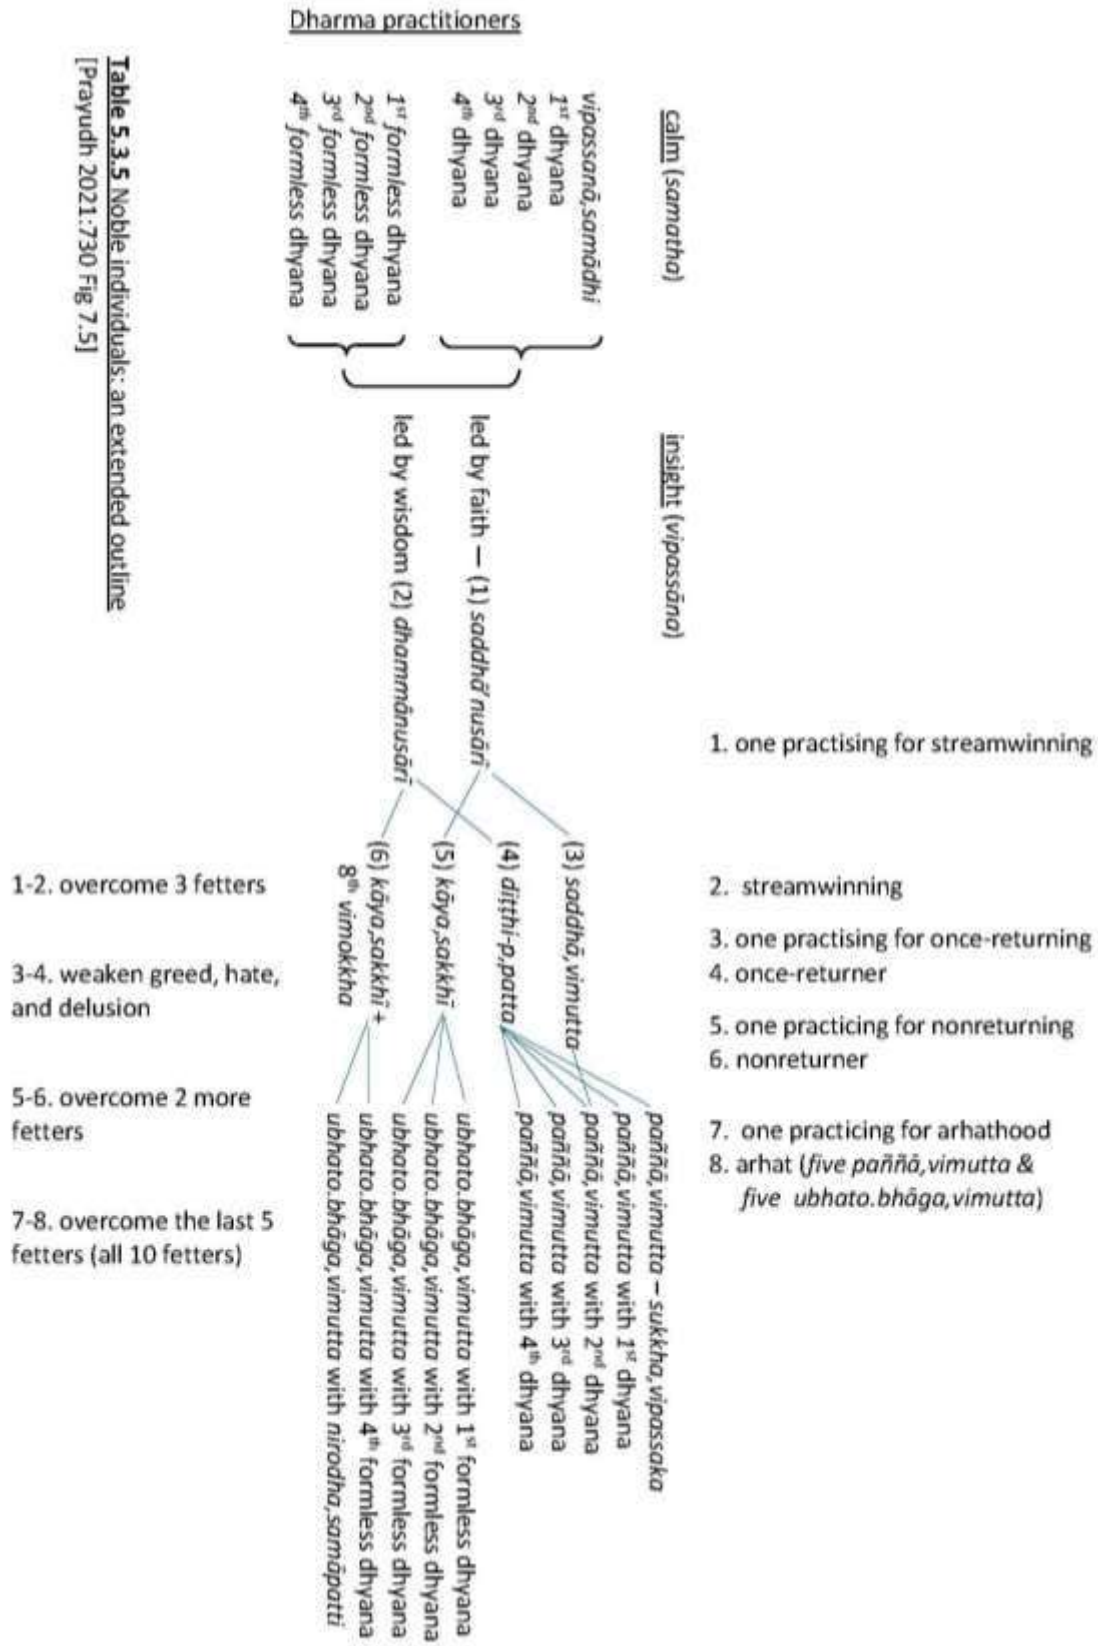 Dharma practitioners
calm (samatha)
vipassanā,samādhi
1st dhyana
2nd dhyana
3rd dhyana
4th dhyana
1st formless dhyana
2nd formless dhyana
3rd formless dhyana
4th formless dhyana
insight (vipassāna)
led by faith — (1) saddhā'nusārī
led by wisdom (2) dhammânusārī
(3) saddhā,vimutta
(4) diṭṭhi-p,patta
(5) kāya,sakkhī
(6) kāya,sakkhī +
8th vimokkha
paññā,vimutta – sukkha,vipassaka
paññā,vimutta with 1st dhyana
paññā,vimutta with 2nd dhyana
paññā,vimutta with 3rd dhyana
paññā,vimutta with 4th dhyana
ubhato.bhāga,vimutta with 1st formless dhyana
ubhato.bhāga,vimutta with 2nd formless dhyana
ubhato.bhāga,vimutta with 3rd formless dhyana
ubhato.bhāga,vimutta with 4th formless dhyana
ubhato.bhāga,vimutta with nirodha,samāpatti
1. one practising for streamwinning
2. streamwinning
3. one practising for once-returning
4. once-returner
5. one practicing for nonreturning
6. nonreturner
7. one practicing for arhathood
8. arhat (five paññā,vimutta &
five ubhato.bhāga,vimutta)
1-2. overcome 3 fetters
3-4. weaken greed, hate,
and delusion
5-6. overcome 2 more
fetters
7-8. overcome the last 5
fetters (all 10 fetters)
Table 5.3.5 Noble individuals: an extended outline
[Prayudh 2021:730 Fig 7.5]